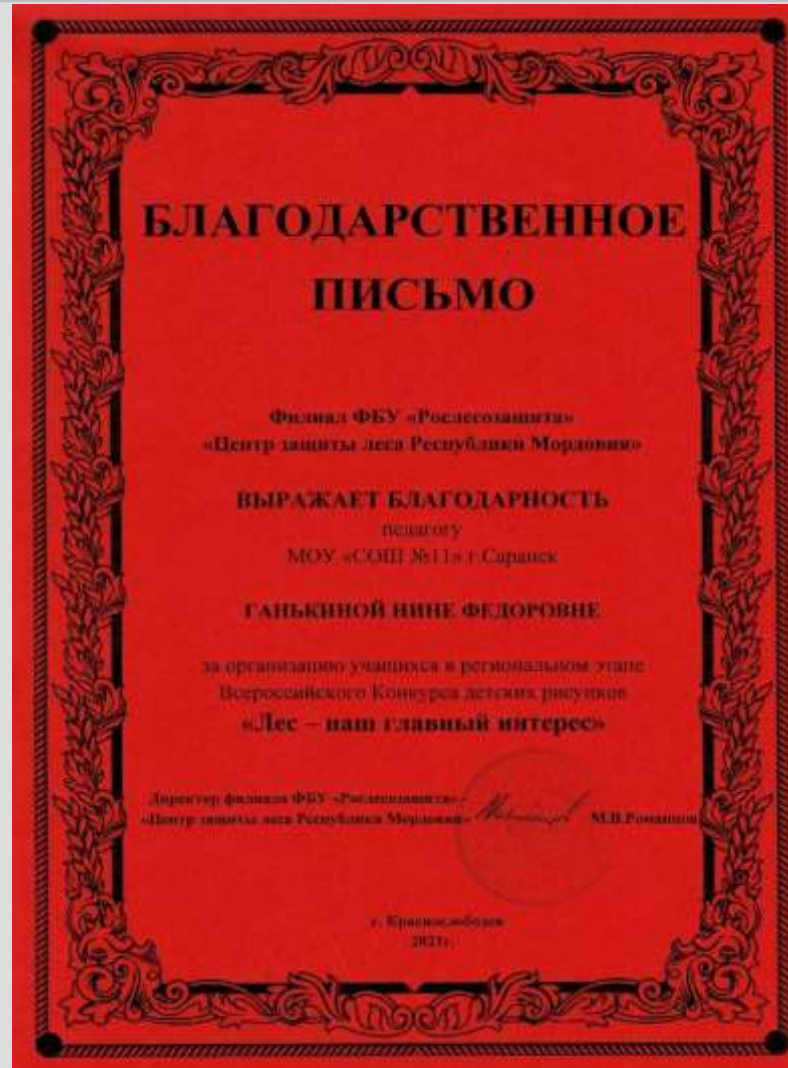 БЛАГОДАРСТВЕННОЕ
ПИСЬМО
Филиал ФБУ «Рослесозащита»
«Центр защиты леса Республики Мордовия»
ВЫРАЖАЕТ БЛАГОДАРНОСТЬ
педагогу
МОУ «СОШ №11» г.Саранск
ГАНЬКИНОЙ НИНЕ ФЕДОРОВНЕ
за организацию учащихся в региональном этапе
Всероссийского Конкурса детских рисунков
«Лес – наш главный интерес»
Директор филиала ФБУ «Рослесозащита» -
«Центр защиты леса Республики Мордовия» М.В.
г. Краснослободск
2021г.